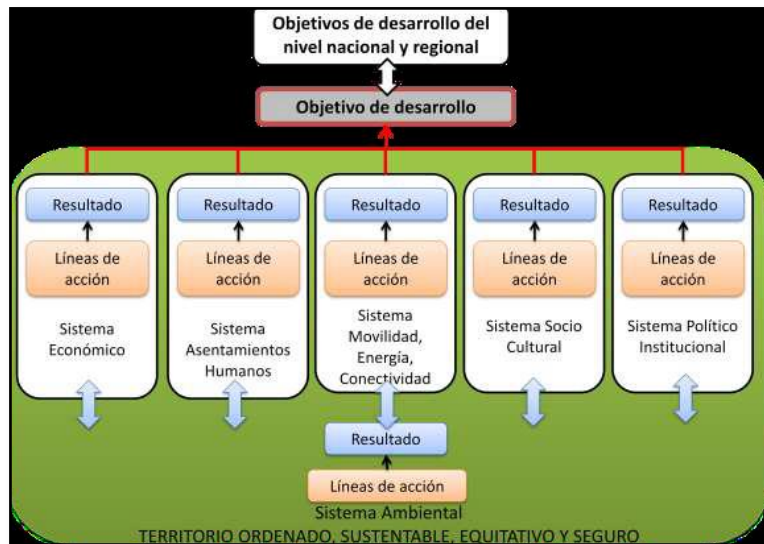 Objetivos de desarrollo del
nivel nacional y regional
Objetivo de desarrollo
Resultado
Líneas de
acción
Sistema
Económico
Resultado
Líneas de
acción
Sistema
Asentamientos
Humanos
Resultado
Líneas de
acción
Sistema
Movilidad,
Energía,
Conectividad
Resultado
Líneas de
acción
Sistema Socio
Cultural
Resultado
Líneas de
acción
Sistema Político
Institucional
Resultado
Líneas de acción
Sistema Ambiental
TERRITORIO ORDENADO, SUSTENTABLE, EQUITATIVO Y SEGURO